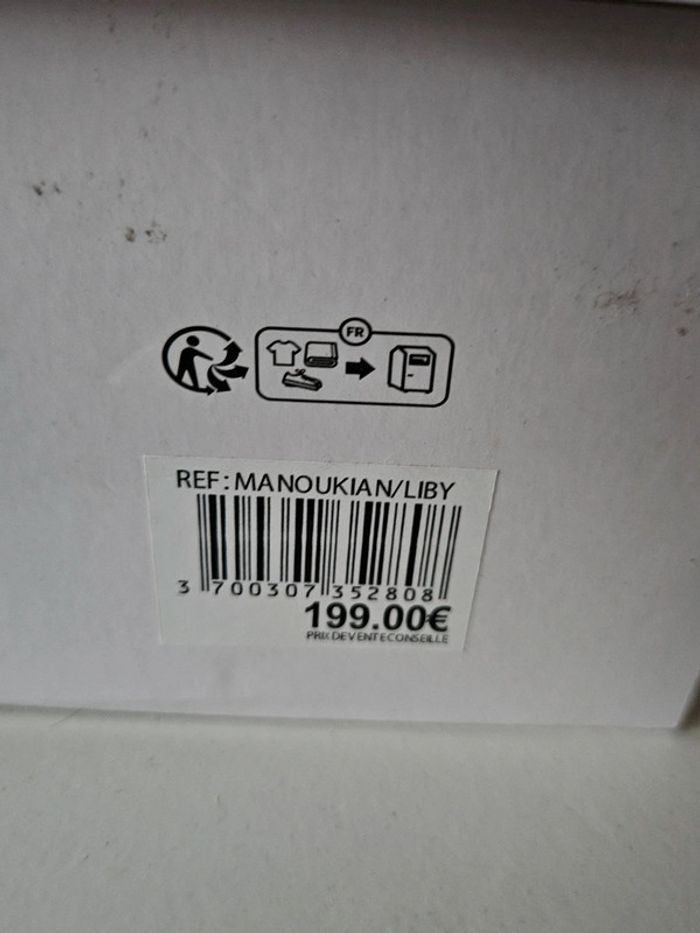 FR
REF:MANOUKIAN/LIBY
3 700307 352808
199.00€
PRIX DE VENTE CONSEILLE